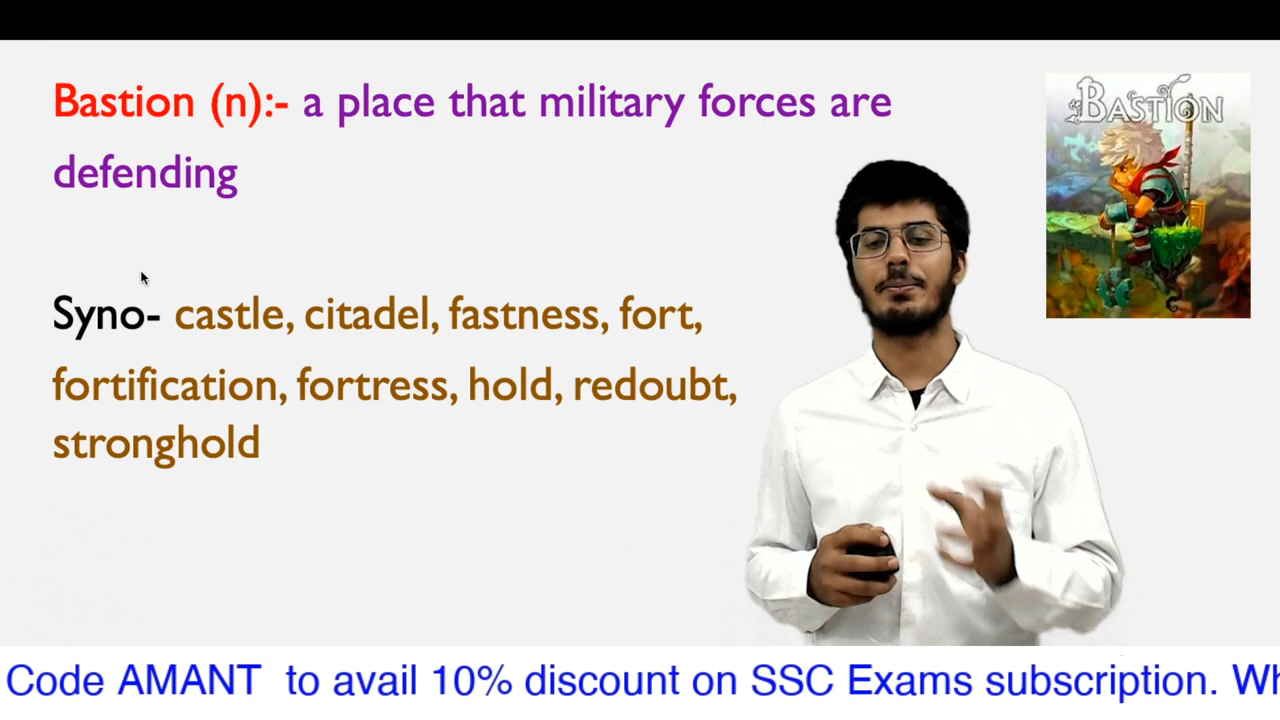 Bastion (n):- a place that military forces are
defending
BASTION
Syno- castle, citadel, fastness, fort,
fortification, fortress, hold, redoubt,
stronghold
Code AMANT to avail 10% discount on SSC Exams subscription. Wh